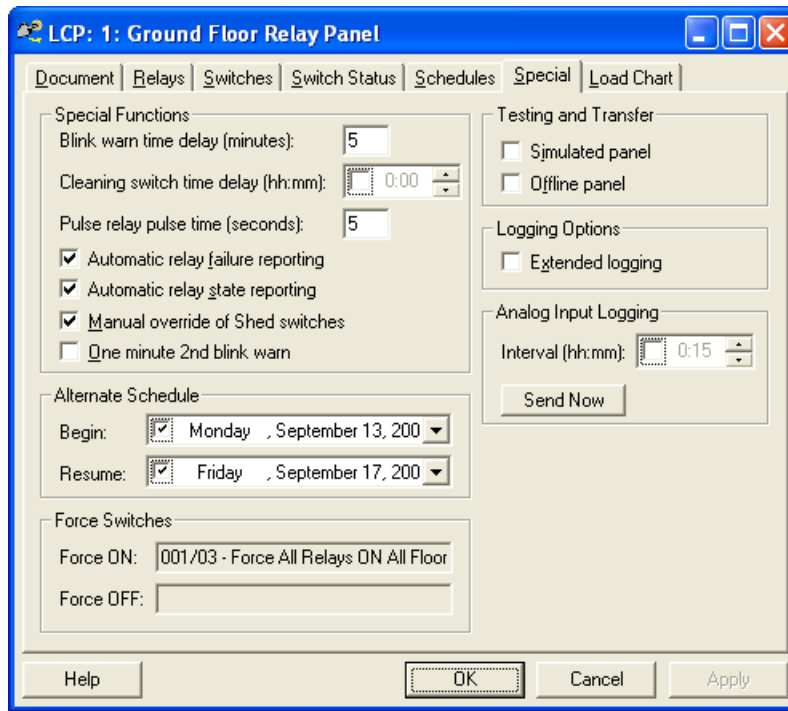 LCP: 1: Ground Floor Relay Panel
Document Relays Switches Switch Status Schedules Special Load Chart
Special Functions
Blink warn time delay (minutes): 5
Cleaning switch time delay (hh:mm): 0:00
Pulse relay pulse time (seconds): 5
Automatic relay failure reporting
Automatic relay state reporting
Manual override of Shed switches
One minute 2nd blink warn
Alternate Schedule
Begin: Monday , September 13, 200
Resume: Friday , September 17, 200
Force Switches
Force ON: 001/03 - Force All Relays ON All Floor
Force OFF:
Testing and Transfer
Simulated panel
Offline panel
Logging Options
Extended logging
Analog Input Logging
Interval (hh:mm): 0:15
Send Now
Help OK Cancel Apply